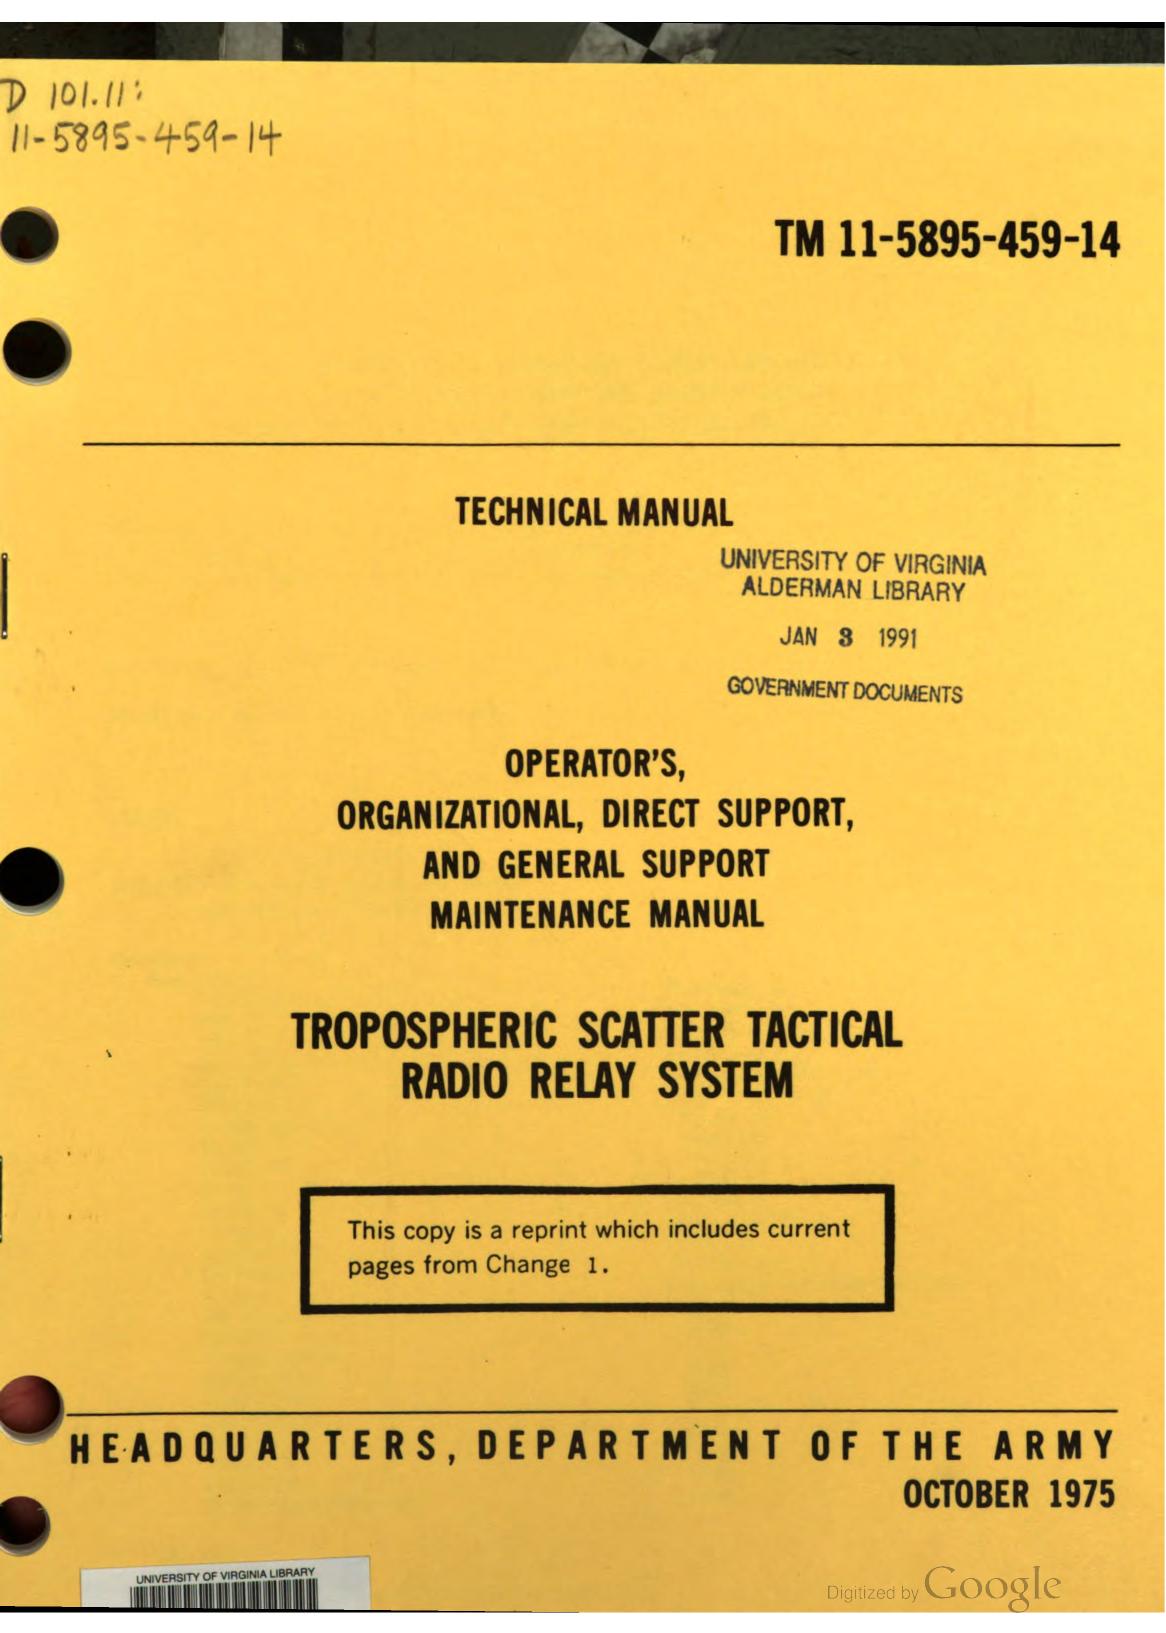 D 101.11:
11-5895-459-14
TM 11-5895-459-14
TECHNICAL MANUAL
UNIVERSITY OF VIRGINIA
ALDERMAN LIBRARY
JAN 3 1991
GOVERNMENT DOCUMENTS
OPERATOR'S,
ORGANIZATIONAL, DIRECT SUPPORT,
AND GENERAL SUPPORT
MAINTENANCE MANUAL
TROPOSPHERIC SCATTER TACTICAL
RADIO RELAY SYSTEM
This copy is a reprint which includes current
pages from Change 1.
HEADQUARTERS, DEPARTMENT OF THE ARMY
OCTOBER 1975
UNIVERSITY OF VIRGINIA LIBRARY
Digitized by Google